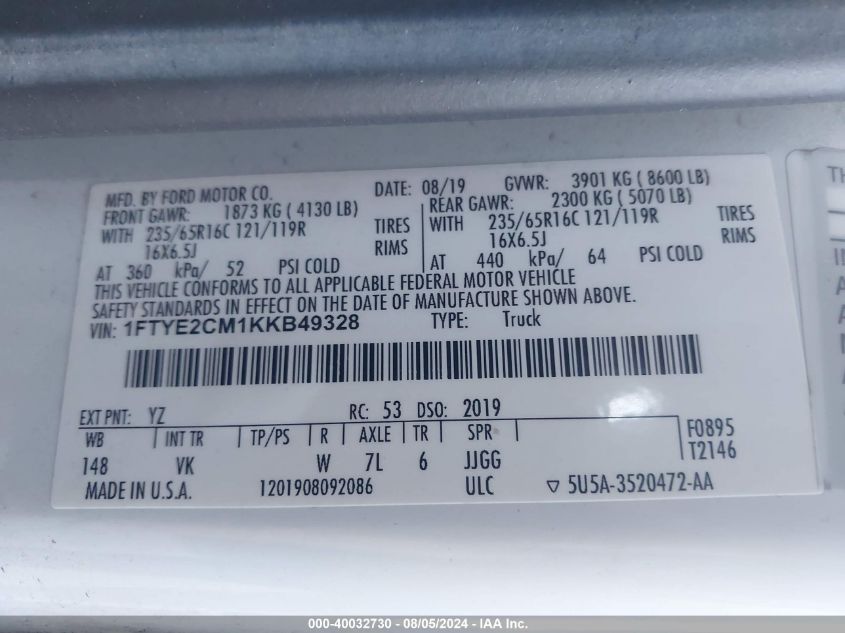 MFD. BY FORD MOTOR CO. DATE: 08/19 GVWR: 3901 KG ( 8600 LB)
FRONT GAWR: 1873 KG ( 4130 LB) REAR GAWR: 2300 KG ( 5070 LB)
WITH 235/65R16C 121/119R TIRES WITH 235/65R16C 121/119R TIRES
16X6.5J RIMS 16X6.5J RIMS
AT 360 kPa/ 52 PSI COLD AT 440 kPa/ 64 PSI COLD
THIS VEHICLE CONFORMS TO ALL APPLICABLE FEDERAL MOTOR VEHICLE
SAFETY STANDARDS IN EFFECT ON THE DATE OF MANUFACTURE SHOWN ABOVE.
VIN: 1FTYE2CM1KKB49328 TYPE: Truck
EXT PNT: YZ RC: 53 DSO: 2019
WB INT TR TP/PS R AXLE TR SPR F0895
148 VK W 7L 6 JJGG T2146
MADE IN U.S.A. 1201908092086 ULC ▽ 5U5A-3520472-AA
000-40032730 - 08/05/2024 - IAA Inc.